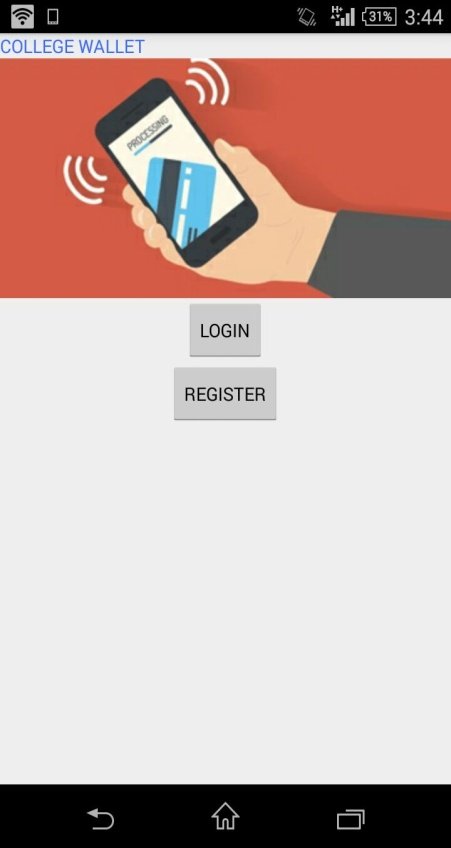 H+ 31% 3:44
COLLEGE WALLET
PROCESSING
LOGIN
REGISTER